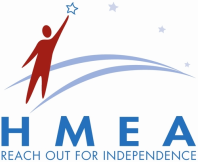 HMEA
REACH OUT FOR INDEPENDENCE